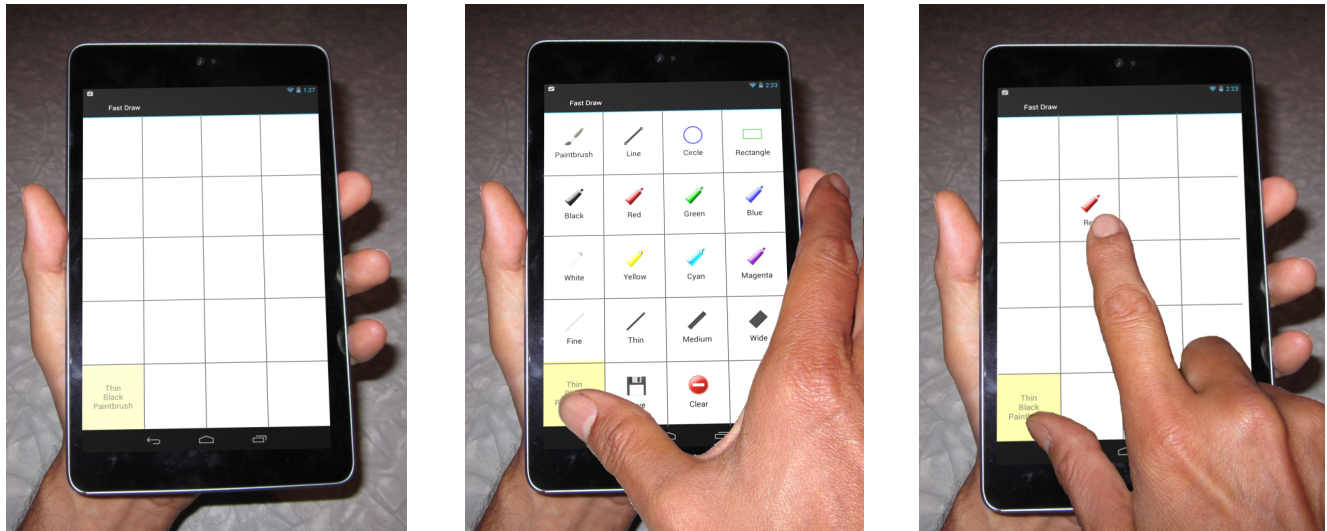 1:27
Fast Draw
Thin
Black
Paintbrush
2:23
Fast Draw
Paintbrush Line Circle Rectangle
Black Red Green Blue
White Yellow Cyan Magenta
Fine Thin Medium Wide
Thin
Clear
2:23
Fast Draw
Thin
Black